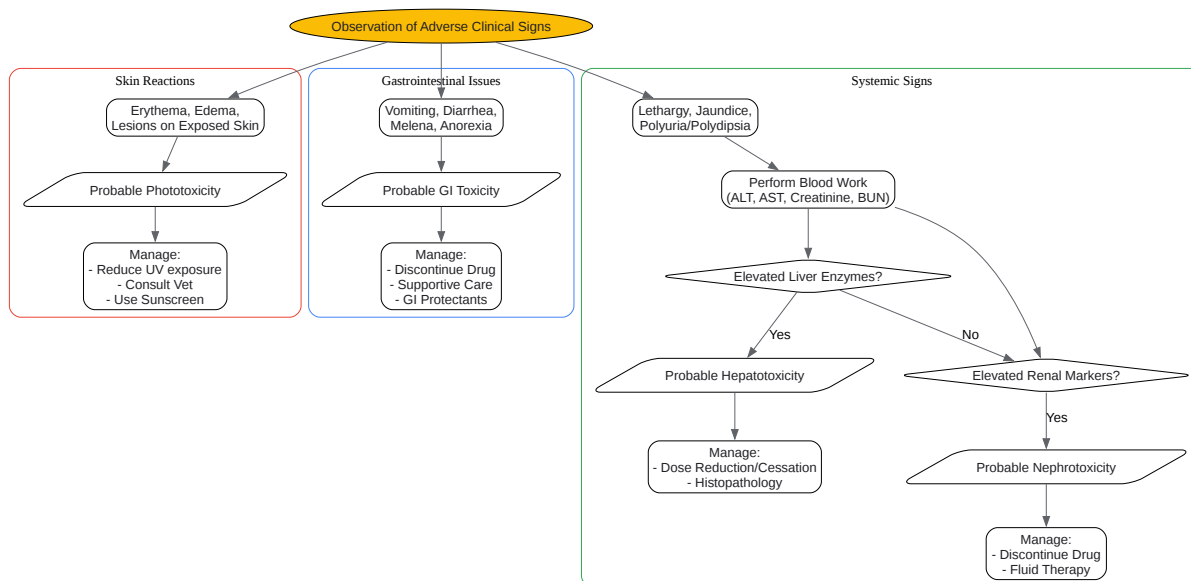 Observation of Adverse Clinical Signs
Skin Reactions
Erythema, Edema,
Lesions on Exposed Skin
Probable Phototoxicity
Manage:
- Reduce UV exposure
- Consult Vet
- Use Sunscreen
Gastrointestinal Issues
Vomiting, Diarrhea,
Melena, Anorexia
Probable GI Toxicity
Manage:
- Discontinue Drug
- Supportive Care
- GI Protectants
Systemic Signs
Lethargy, Jaundice,
Polyuria/Polydipsia
Perform Blood Work
(ALT, AST, Creatinine, BUN)
Elevated Liver Enzymes?
Yes
No
Probable Hepatotoxicity
Manage:
- Dose Reduction/Cessation
- Histopathology
Elevated Renal Markers?
Yes
Probable Nephrotoxicity
Manage:
- Discontinue Drug
- Fluid Therapy